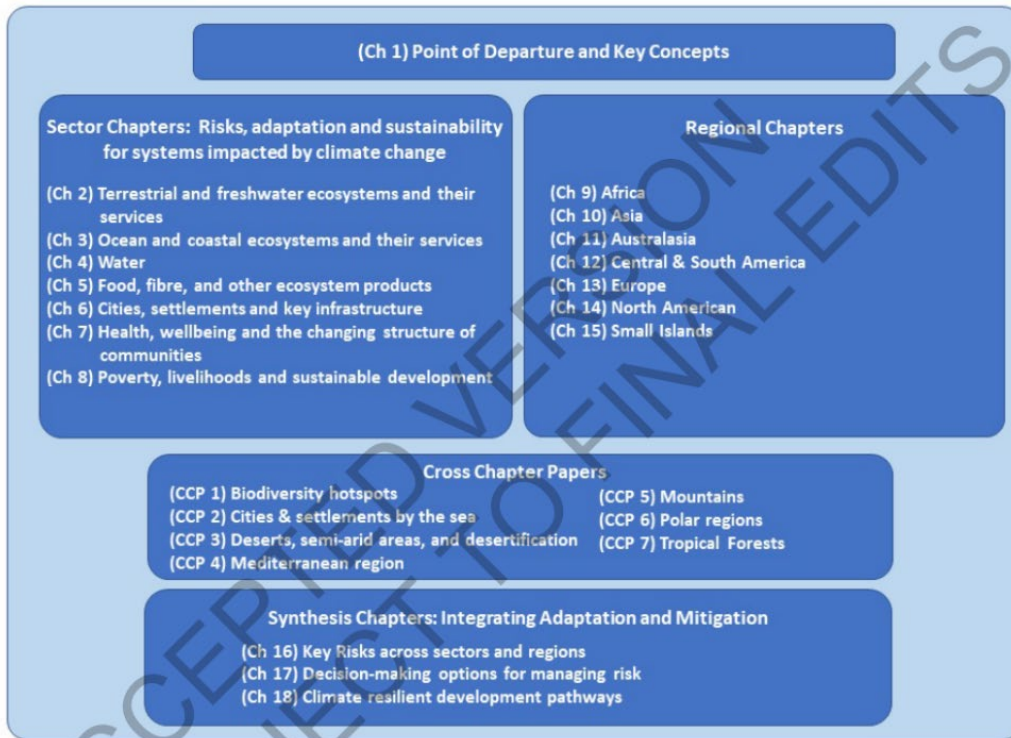 (Ch 1) Point of Departure and Key Concepts
Sector Chapters: Risks, adaptation and sustainability
for systems impacted by climate change
(Ch 2) Terrestrial and freshwater ecosystems and their
services
(Ch 3) Ocean and coastal ecosystems and their services
(Ch 4) Water
(Ch 5) Food, fibre, and other ecosystem products
(Ch 6) Cities, settlements and key infrastructure
(Ch 7) Health, wellbeing and the changing structure of
communities
(Ch 8) Poverty, livelihoods and sustainable development
Regional Chapters
(Ch 9) Africa
(Ch 10) Asia
(Ch 11) Australasia
(Ch 12) Central & South America
(Ch 13) Europe
(Ch 14) North American
(Ch 15) Small Islands
Cross Chapter Papers
(CCP 1) Biodiversity hotspots
(CCP 2) Cities & settlements by the sea
(CCP 3) Deserts, semi-arid areas, and desertification
(CCP 4) Mediterranean region
(CCP 5) Mountains
(CCP 6) Polar regions
(CCP 7) Tropical Forests
Synthesis Chapters: Integrating Adaptation and Mitigation
(Ch 16) Key Risks across sectors and regions
(Ch 17) Decision-making options for managing risk
(Ch 18) Climate resilient development pathways
CCEPTED VERSION
JECT TO FINAL EDITS